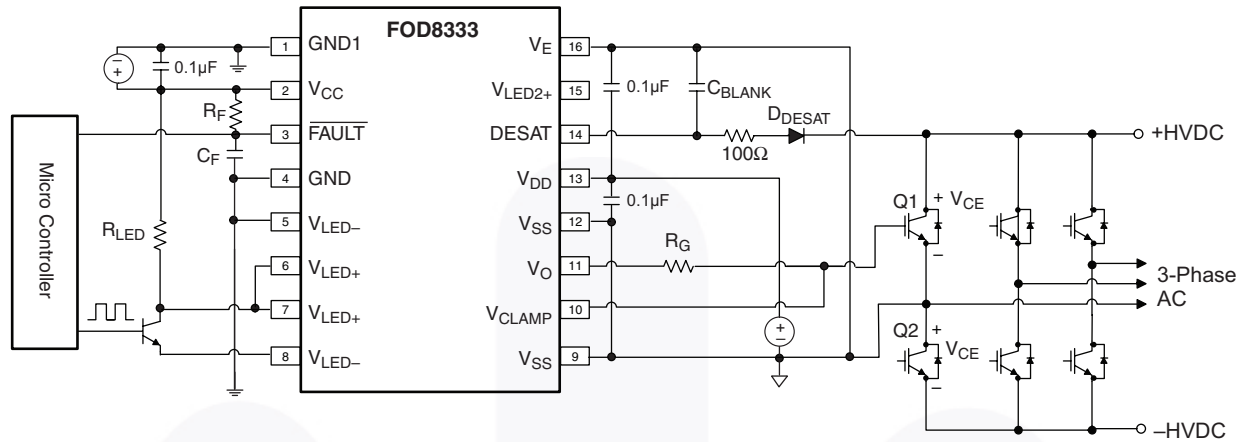 FOD8333
1 GND1
2 VCC
3 FAULT
4 GND
5 VLED–
6 VLED+
7 VLED+
8 VLED–
VE 16
VLED2+ 15
DESAT 14
VDD 13
VSS 12
VO 11
VCLAMP 10
VSS 9
Micro Controller
–
+
0.1µF
RF
CF
RLED
0.1µF
CBLANK
DDESAT
100Ω
0.1µF
RG
+
–
+HVDC
Q1
+
VCE
–
3-Phase
AC
Q2
+
VCE
–
–HVDC